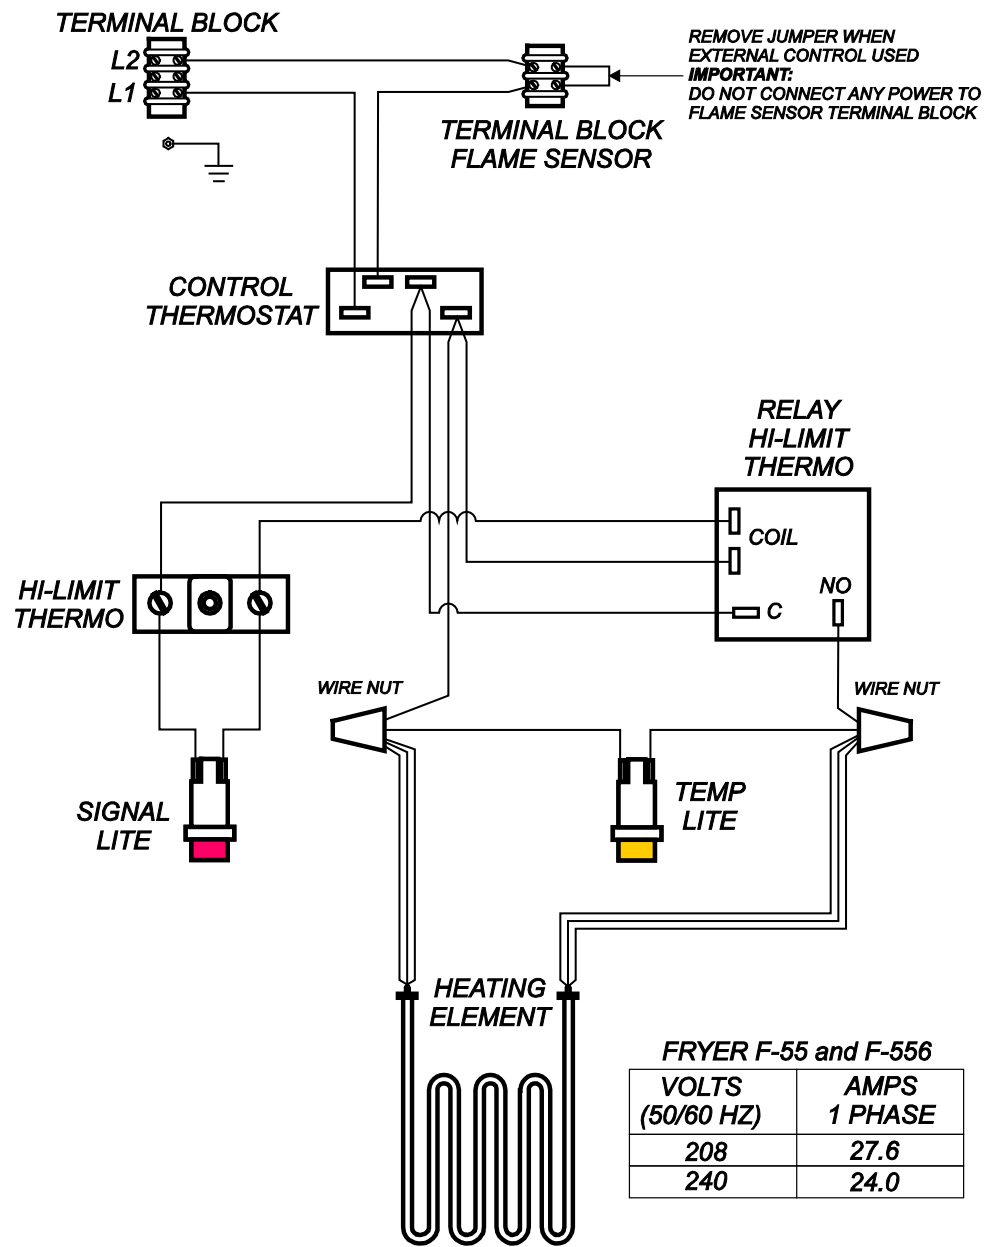 TERMINAL BLOCK
L2
L1
REMOVE JUMPER WHEN
EXTERNAL CONTROL USED
IMPORTANT:
DO NOT CONNECT ANY POWER TO
FLAME SENSOR TERMINAL BLOCK
TERMINAL BLOCK
FLAME SENSOR
CONTROL
THERMOSTAT
RELAY
HI-LIMIT
THERMO
COIL
NO
C
HI-LIMIT
THERMO
WIRE NUT
WIRE NUT
SIGNAL
LITE
TEMP
LITE
HEATING
ELEMENT
FRYER F-55 and F-556
VOLTS
(50/60 HZ)
AMPS
1 PHASE
208
27.6
240
24.0